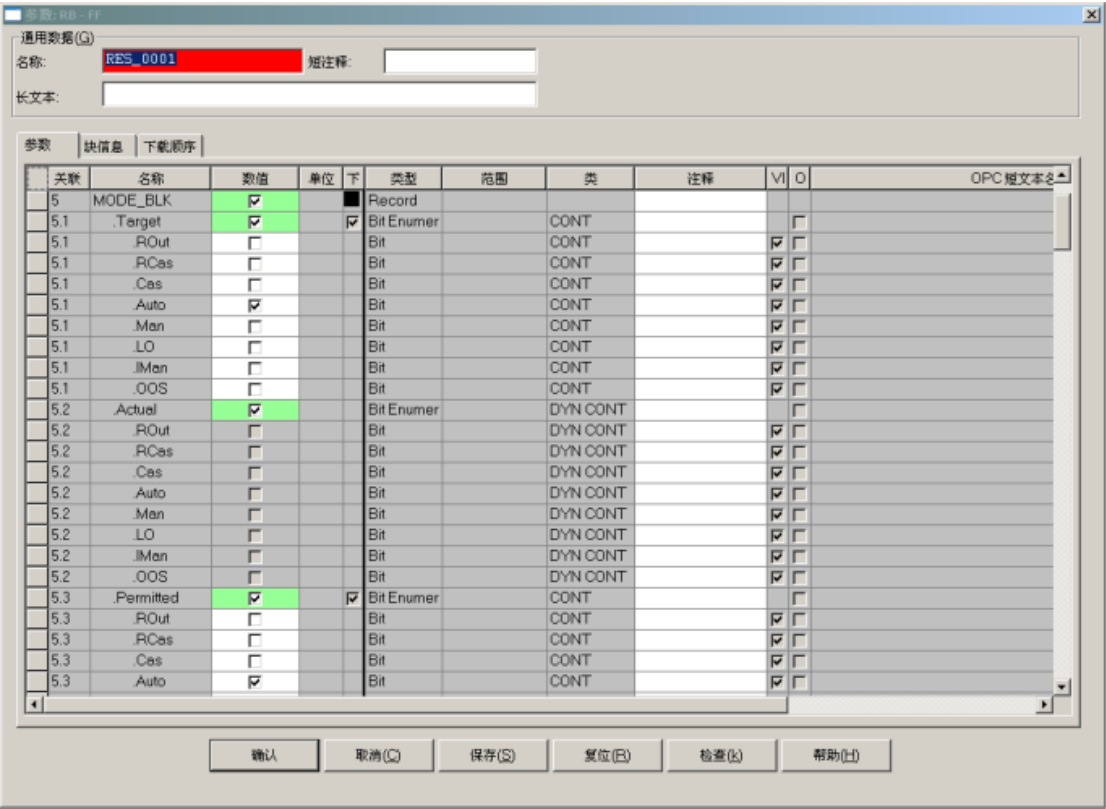 参数: RB - FF
通用数据(G)
名称: RES_0001 短注释:
长文本:
参数 块信息 下载顺序
关联 名称 数值 单位 下 类型 范围 类 注释 VI O OPC 短文本名
5 MODE_BLK Record
5.1 .Target Bit Enumer CONT
5.1 .ROut Bit CONT
5.1 .RCas Bit CONT
5.1 .Cas Bit CONT
5.1 .Auto Bit CONT
5.1 .Man Bit CONT
5.1 .LO Bit CONT
5.1 .IMan Bit CONT
5.1 .OOS Bit CONT
5.2 .Actual Bit Enumer DYN CONT
5.2 .ROut Bit DYN CONT
5.2 .RCas Bit DYN CONT
5.2 .Cas Bit DYN CONT
5.2 .Auto Bit DYN CONT
5.2 .Man Bit DYN CONT
5.2 .LO Bit DYN CONT
5.2 .IMan Bit DYN CONT
5.2 .OOS Bit DYN CONT
5.3 .Permitted Bit Enumer CONT
5.3 .ROut Bit CONT
5.3 .RCas Bit CONT
5.3 .Cas Bit CONT
5.3 .Auto Bit CONT
确认 取消(C) 保存(S) 复位(R) 检查(k) 帮助(H)